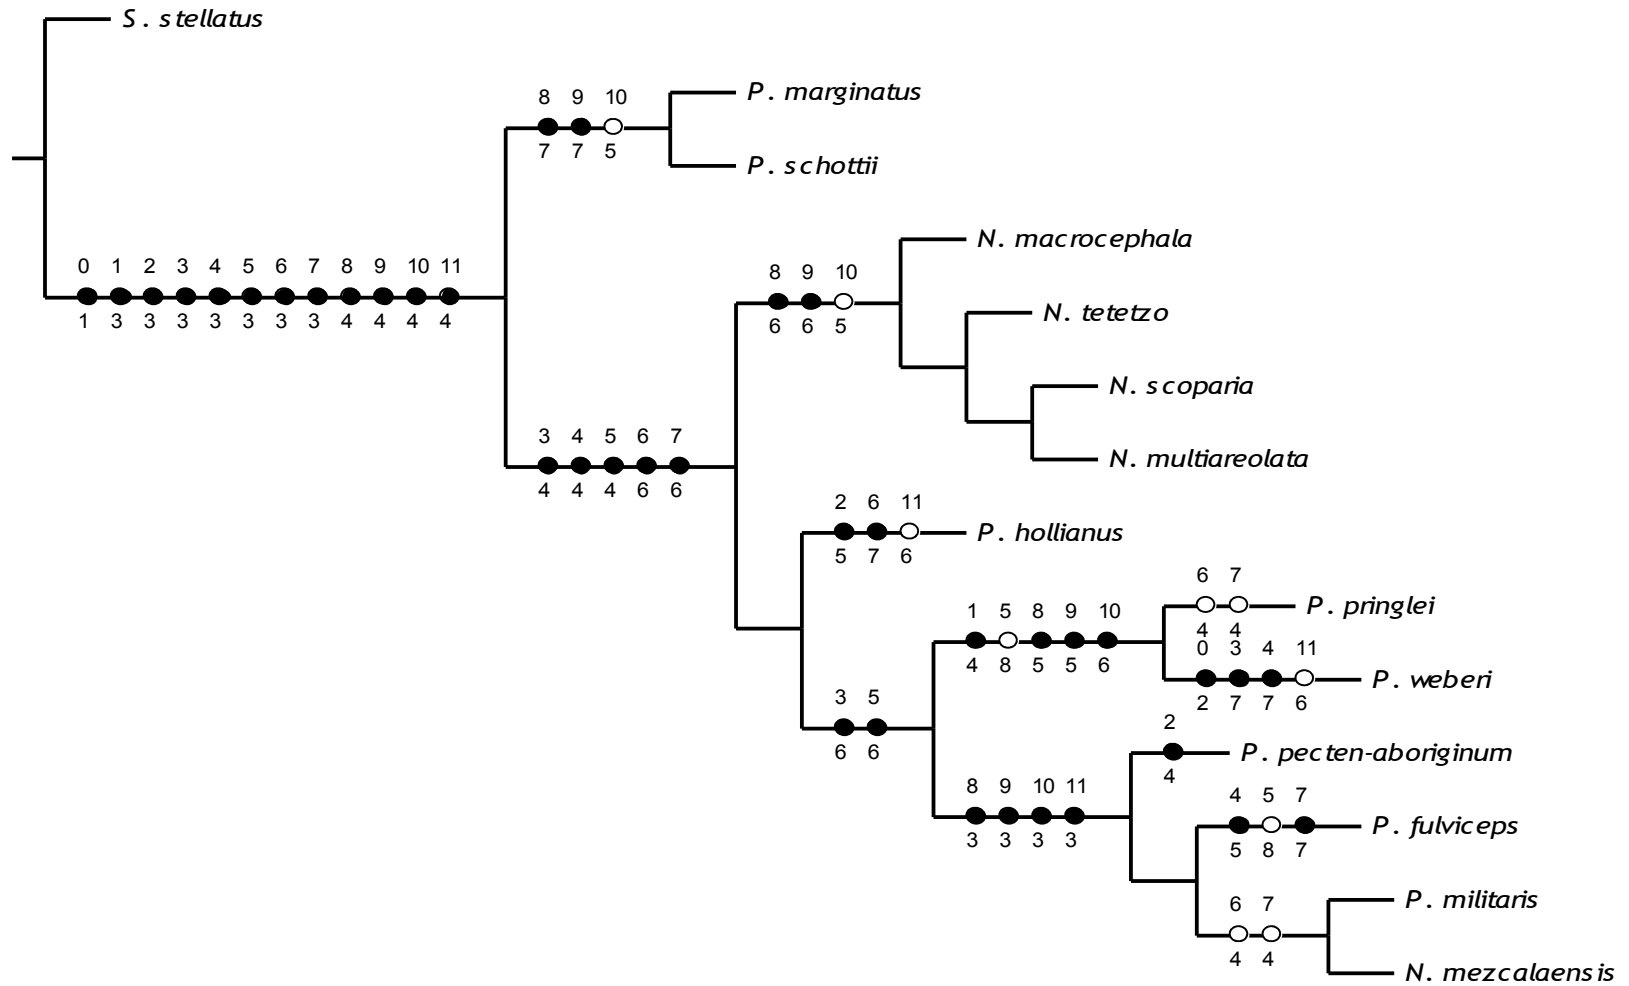 S. stellatus
8 9 10
P. marginatus
7 7 5
P. schottii
N. macrocephala
0 1 2 3 4 5 6 7 8 9 10 11
8 9 10
1 3 3 3 3 3 3 3 4 4 4 4
6 6 5
N. tetetzo
N. scoparia
3 4 5 6 7
N. multiareolata
4 4 4 6 6
2 6 11
P. hollianus
5 7 6
6 7
1 5 8 9 10
P. pringlei
4 4
0 3 4 11
4 8 5 5 6
P. weberi
3 5
2 7 7 6
2
6 6
P. pecten-aboriginum
4
8 9 10 11
4 5 7
P. fulviceps
3 3 3 3
5 8 7
6 7
P. militaris
4 4
N. mezcalaensis